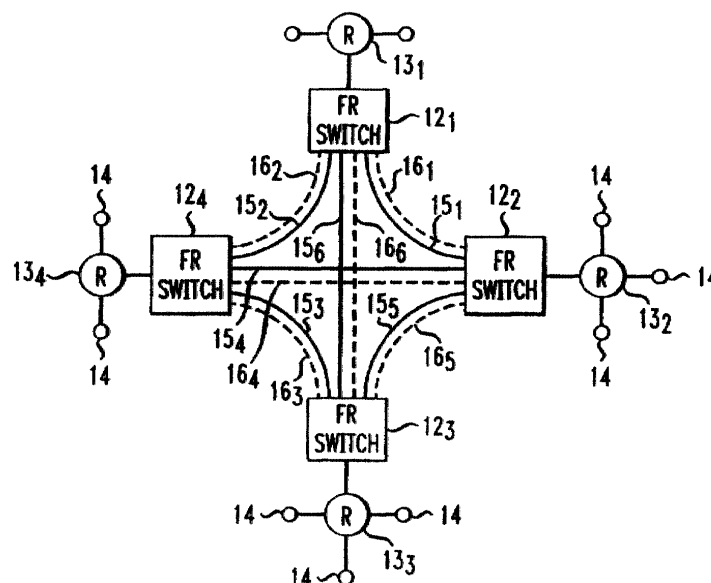 R
13₁
FR
SWITCH
12₁
16₂
16₁
14
12₄
15₂
15₁
12₂
14
13₄
R
FR
SWITCH
15₆
16₆
FR
SWITCH
R
14
13₂
14
15₄
15₃
15₅
14
16₄
16₃
16₅
FR
SWITCH
12₃
14
R
14
13₃
14